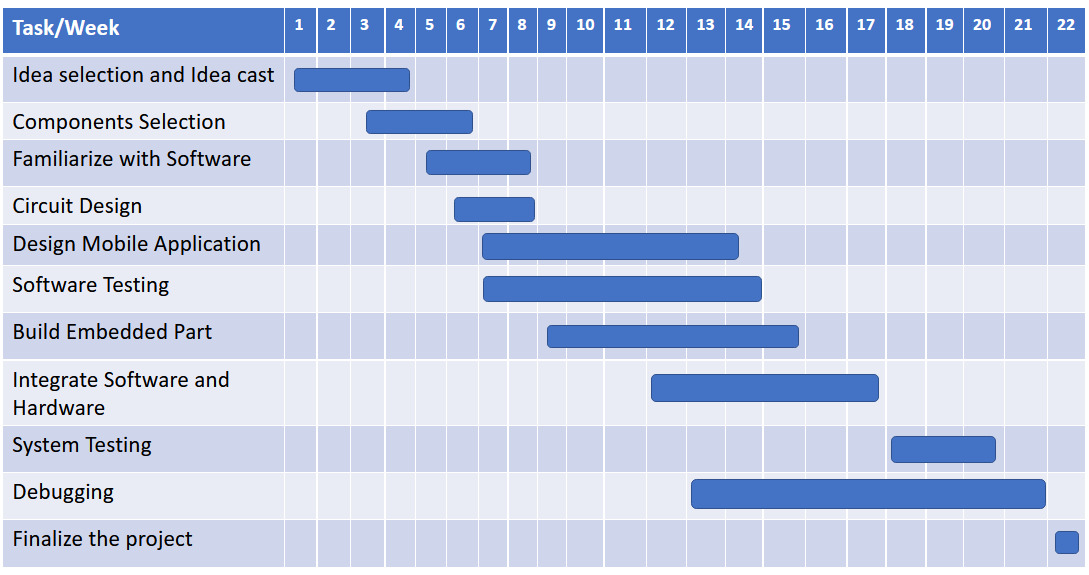 Task/Week 1 2 3 4 5 6 7 8 9 10 11 12 13 14 15 16 17 18 19 20 21 22
Idea selection and Idea cast
Components Selection
Familiarize with Software
Circuit Design
Design Mobile Application
Software Testing
Build Embedded Part
Integrate Software and
Hardware
System Testing
Debugging
Finalize the project